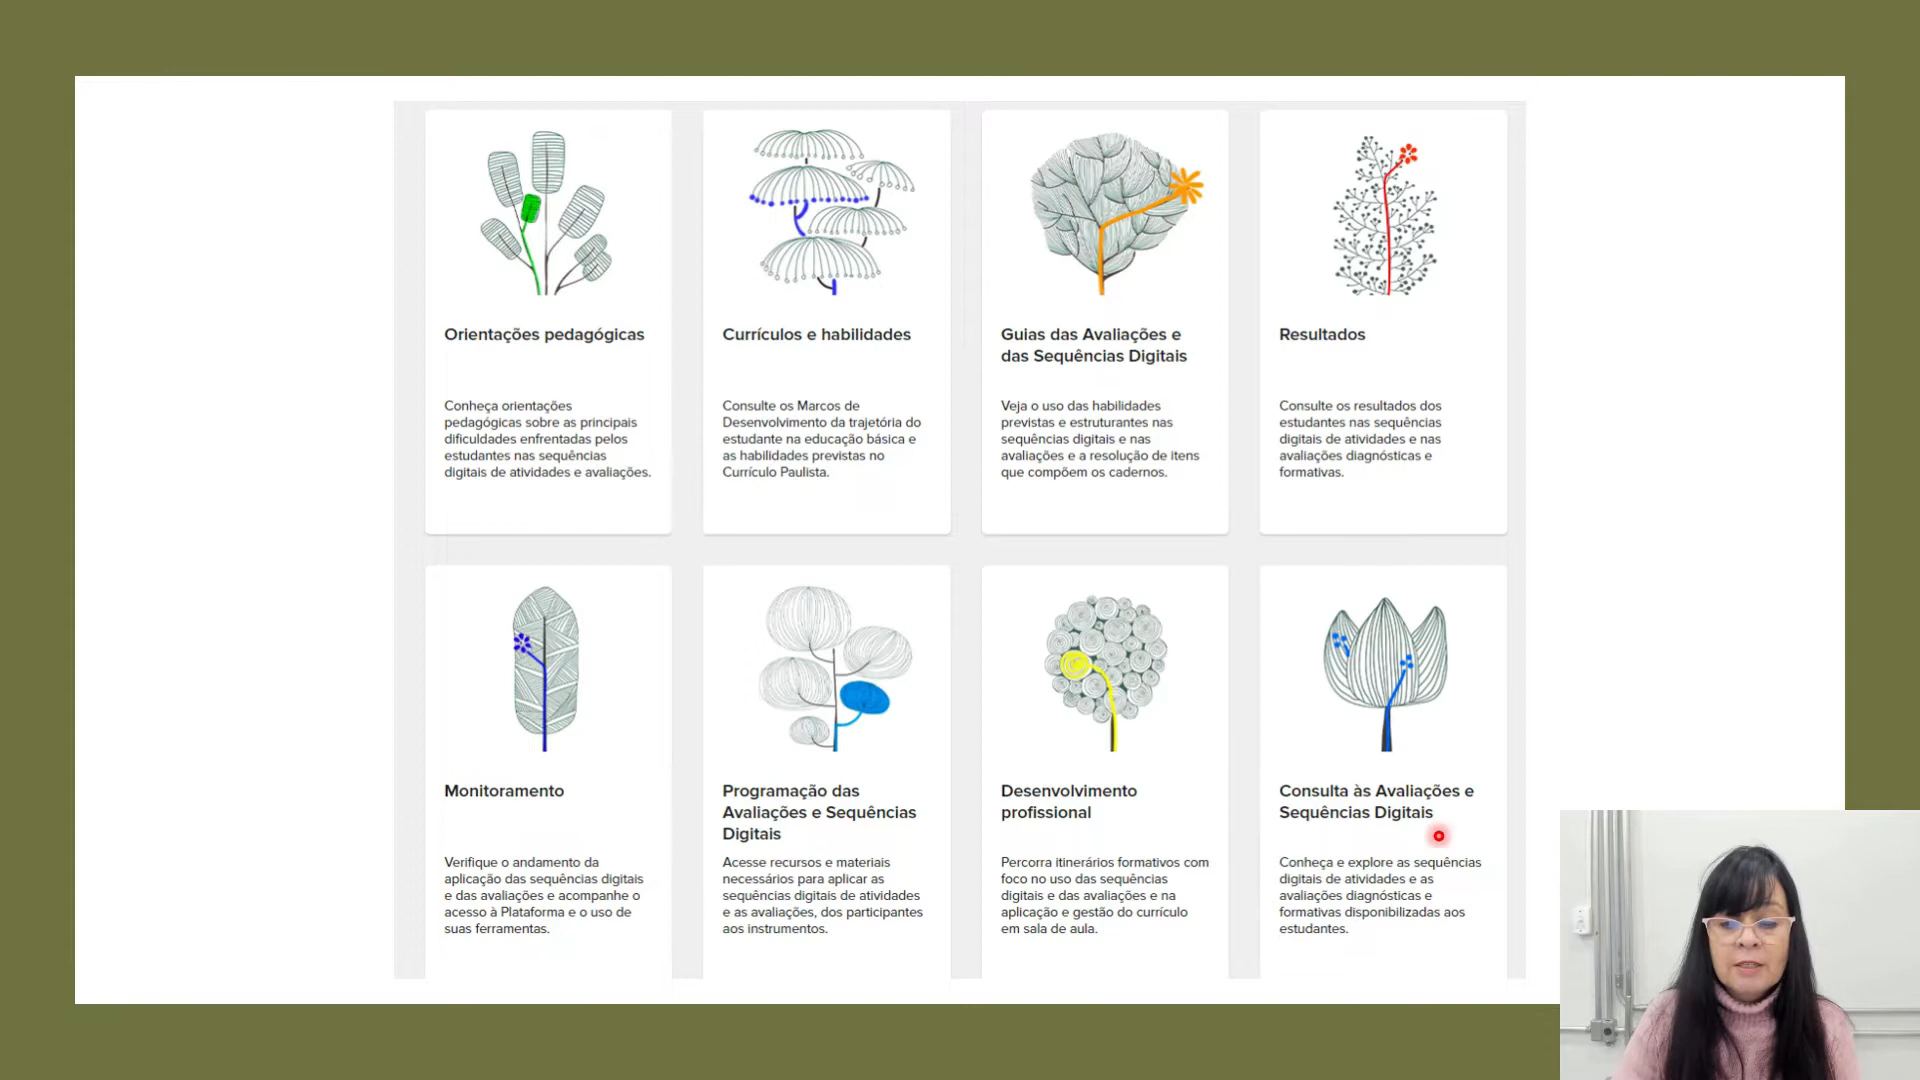 Orientações pedagógicas
Conheça orientações
pedagógicas sobre as principais
dificuldades enfrentadas pelos
estudantes nas sequências
digitais de atividades e avaliações.
Currículos e habilidades
Consulte os Marcos de
Desenvolvimento da trajetória do
estudante na educação básica e
as habilidades previstas no
Currículo Paulista.
Guias das Avaliações e
das Sequências Digitais
Veja o uso das habilidades
previstas e estruturantes nas
sequências digitais e nas
avaliações e a resolução de itens
que compõem os cadernos.
Resultados
Consulte os resultados dos
estudantes nas sequências
digitais de atividades e nas
avaliações diagnósticas e
formativas.
Monitoramento
Verifique o andamento da
aplicação das sequências digitais
e das avaliações e acompanhe o
acesso à Plataforma e o uso de
suas ferramentas.
Programação das
Avaliações e Sequências
Digitais
Acesse recursos e materiais
necessários para aplicar as
sequências digitais de atividades
e as avaliações, dos participantes
aos instrumentos.
Desenvolvimento
profissional
Percorra itinerários formativos com
foco no uso das sequências
digitais e das avaliações e na
aplicação e gestão do currículo
em sala de aula.
Consulta às Avaliações e
Sequências Digitais
Conheça e explore as sequências
digitais de atividades e as
avaliações diagnósticas e
formativas disponibilizadas aos
estudantes.